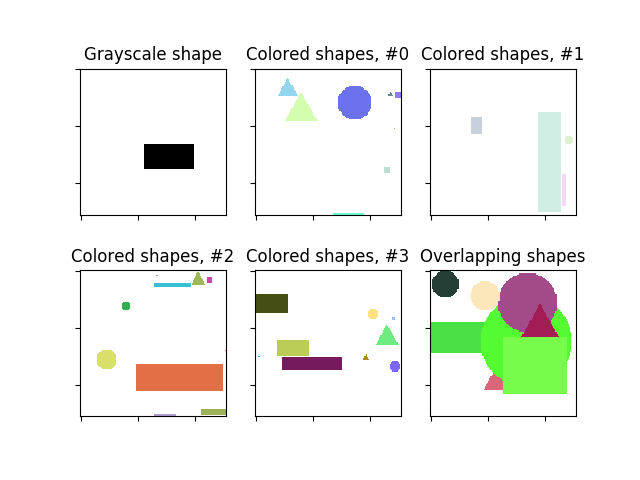 Grayscale shape
Colored shapes, #0
Colored shapes, #1
Colored shapes, #2
Colored shapes, #3
Overlapping shapes